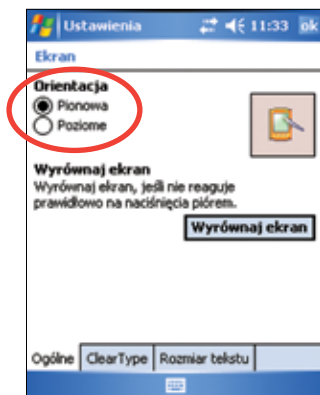 Ustawienia 11:33 ok
Ekran
Orientacja
Pionowa
Poziome
Wyrównaj ekran
Wyrównaj ekran, jeśli nie reaguje
prawidłowo na naciśnięcia piórem.
Wyrównaj ekran
Ogólne ClearType Rozmiar tekstu